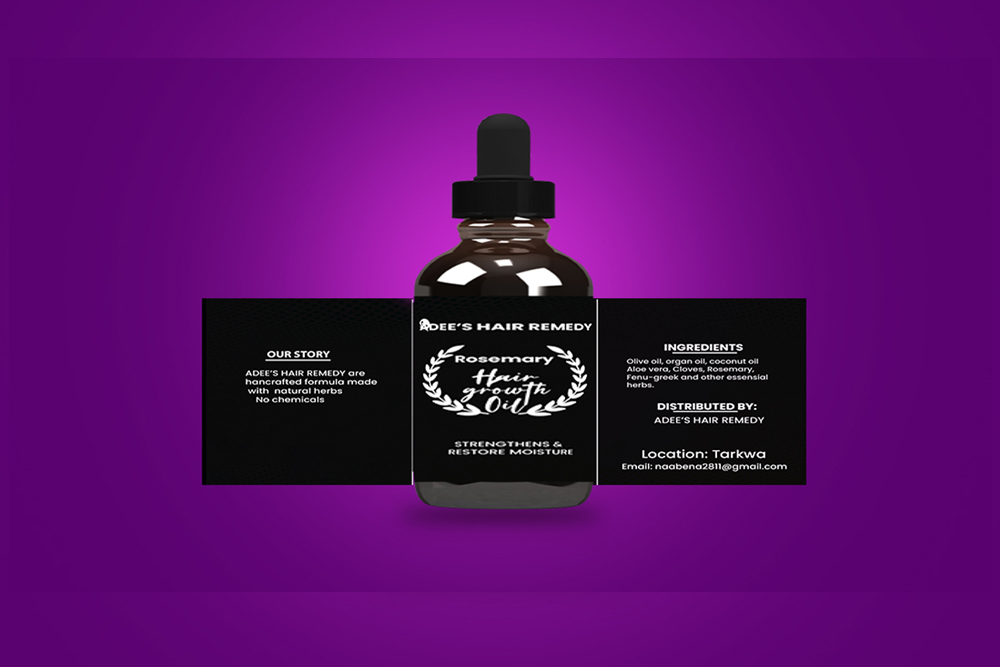 OUR STORY
ADEE'S HAIR REMEDY are
hancrafted formula made
with natural herbs
No chemicals
ADEE'S HAIR REMEDY
Rosemary
Hair
growth
Oil
STRENGTHENS &
RESTORE MOISTURE
INGREDIENTS
Olive oil, organ oil, coconut oil
Aloe vera, Cloves, Rosemary,
Fenu-greek and other essensial
herbs.
DISTRIBUTED BY:
ADEE'S HAIR REMEDY
Location: Tarkwa
Email: naabena2811@gmail.com